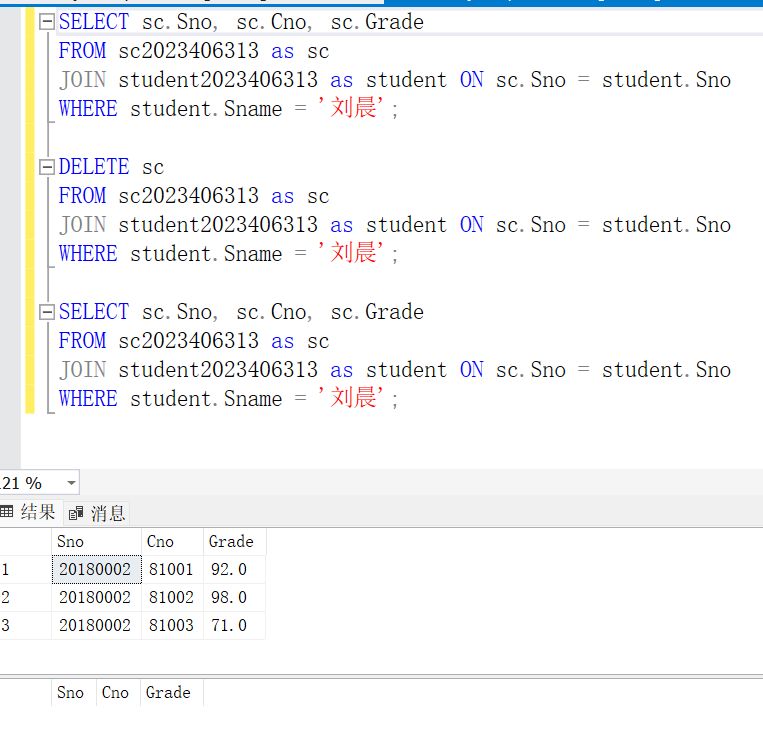 SELECT sc.Sno, sc.Cno, sc.Grade
FROM sc2023406313 as sc
JOIN student2023406313 as student ON sc.Sno = student.Sno
WHERE student.Sname = '刘晨';
DELETE sc
FROM sc2023406313 as sc
JOIN student2023406313 as student ON sc.Sno = student.Sno
WHERE student.Sname = '刘晨';
SELECT sc.Sno, sc.Cno, sc.Grade
FROM sc2023406313 as sc
JOIN student2023406313 as student ON sc.Sno = student.Sno
WHERE student.Sname = '刘晨';
121 %
结果 消息
Sno Cno Grade
1 20180002 81001 92.0
2 20180002 81002 98.0
3 20180002 81003 71.0
Sno Cno Grade